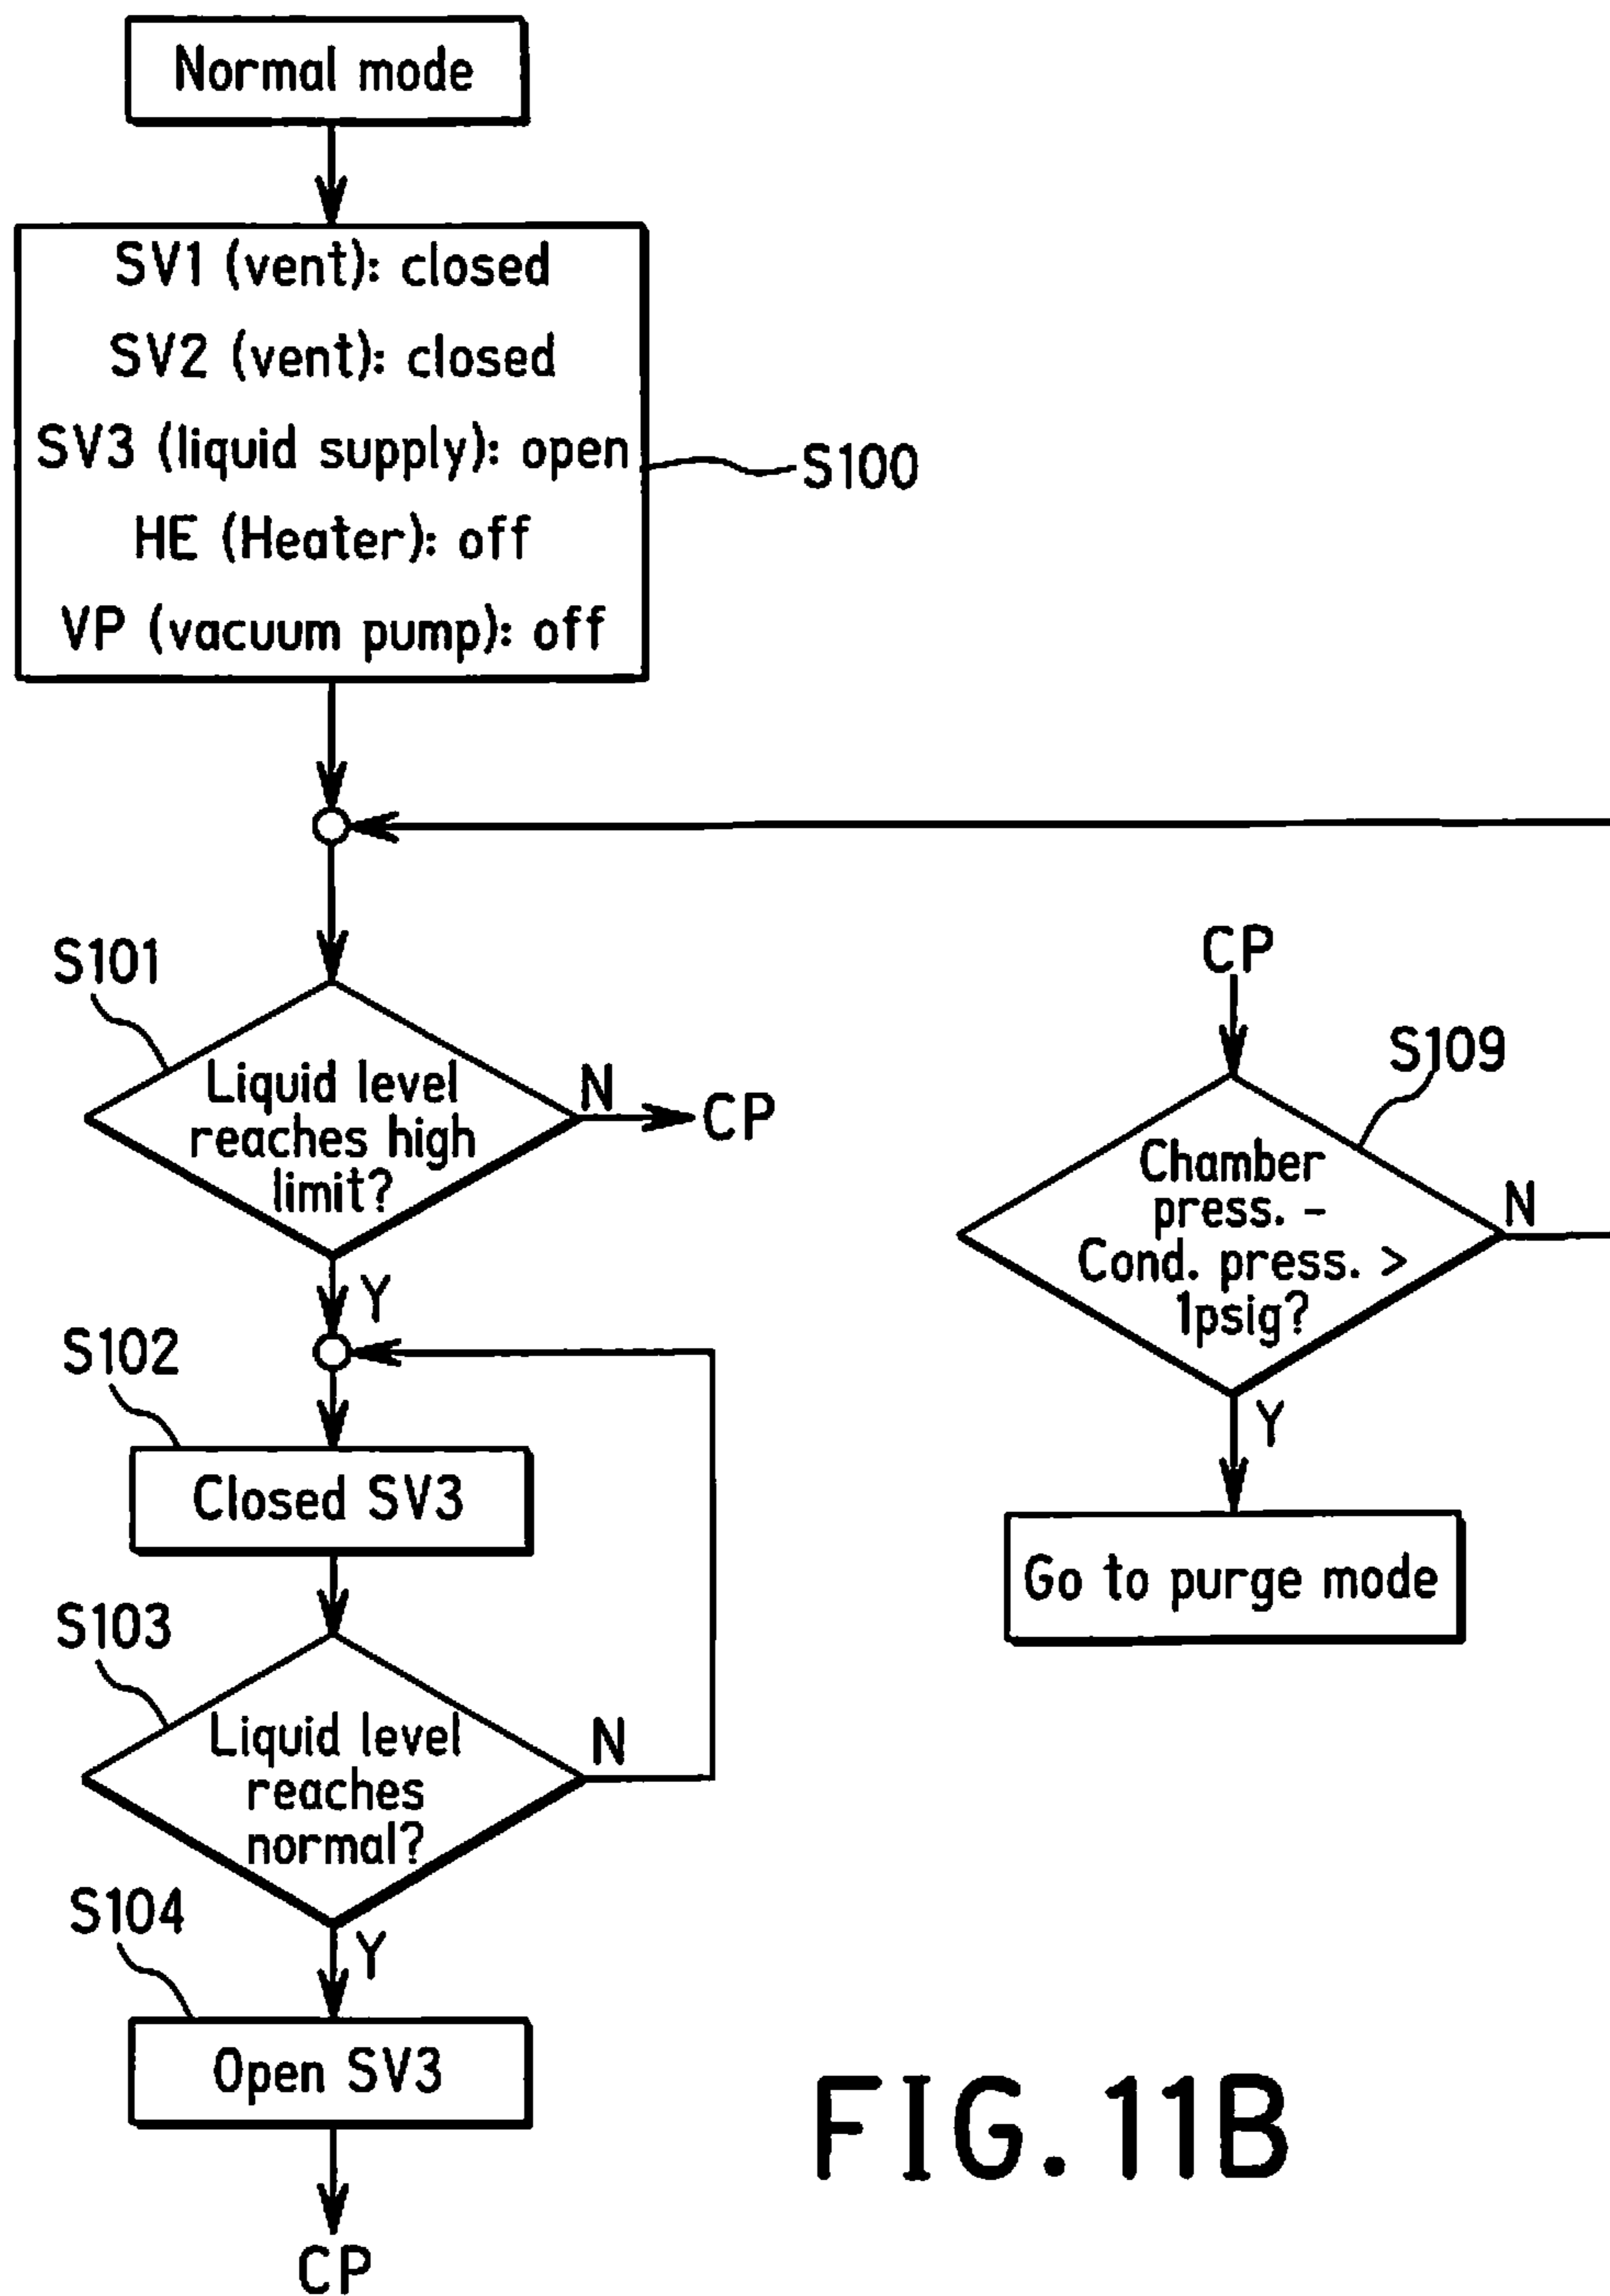 Normal mode
SV1 (vent): closed
SV2 (vent): closed
SV3 (liquid supply): open
HE (Heater): off
VP (vacuum pump): off
S100
S101
Liquid level
reaches high
limit?
N
CP
Y
S102
Closed SV3
S103
Liquid level
reaches
normal?
N
Y
S104
Open SV3
CP
CP
S109
Chamber
press. –
Cond. press. >
1psig?
N
Y
Go to purge mode
FIG. 11B